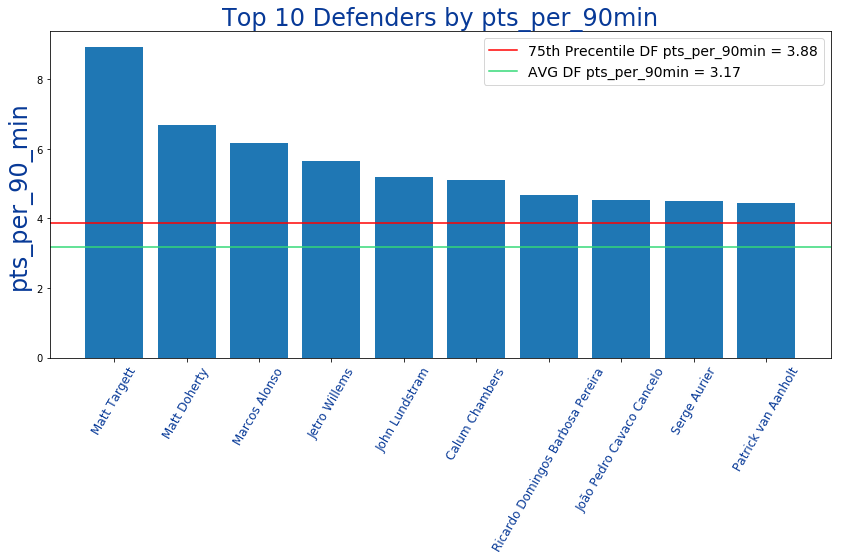 Top 10 Defenders by pts_per_90min
75th Precentile DF pts_per_90min = 3.88
AVG DF pts_per_90min = 3.17
pts_per_90_min
8
6
4
2
0
Matt Targett
Matt Doherty
Marcos Alonso
Jetro Willems
John Lundstram
Calum Chambers
Ricardo Domingos Barbosa Pereira
João Pedro Cavaco Cancelo
Serge Aurier
Patrick van Aanholt